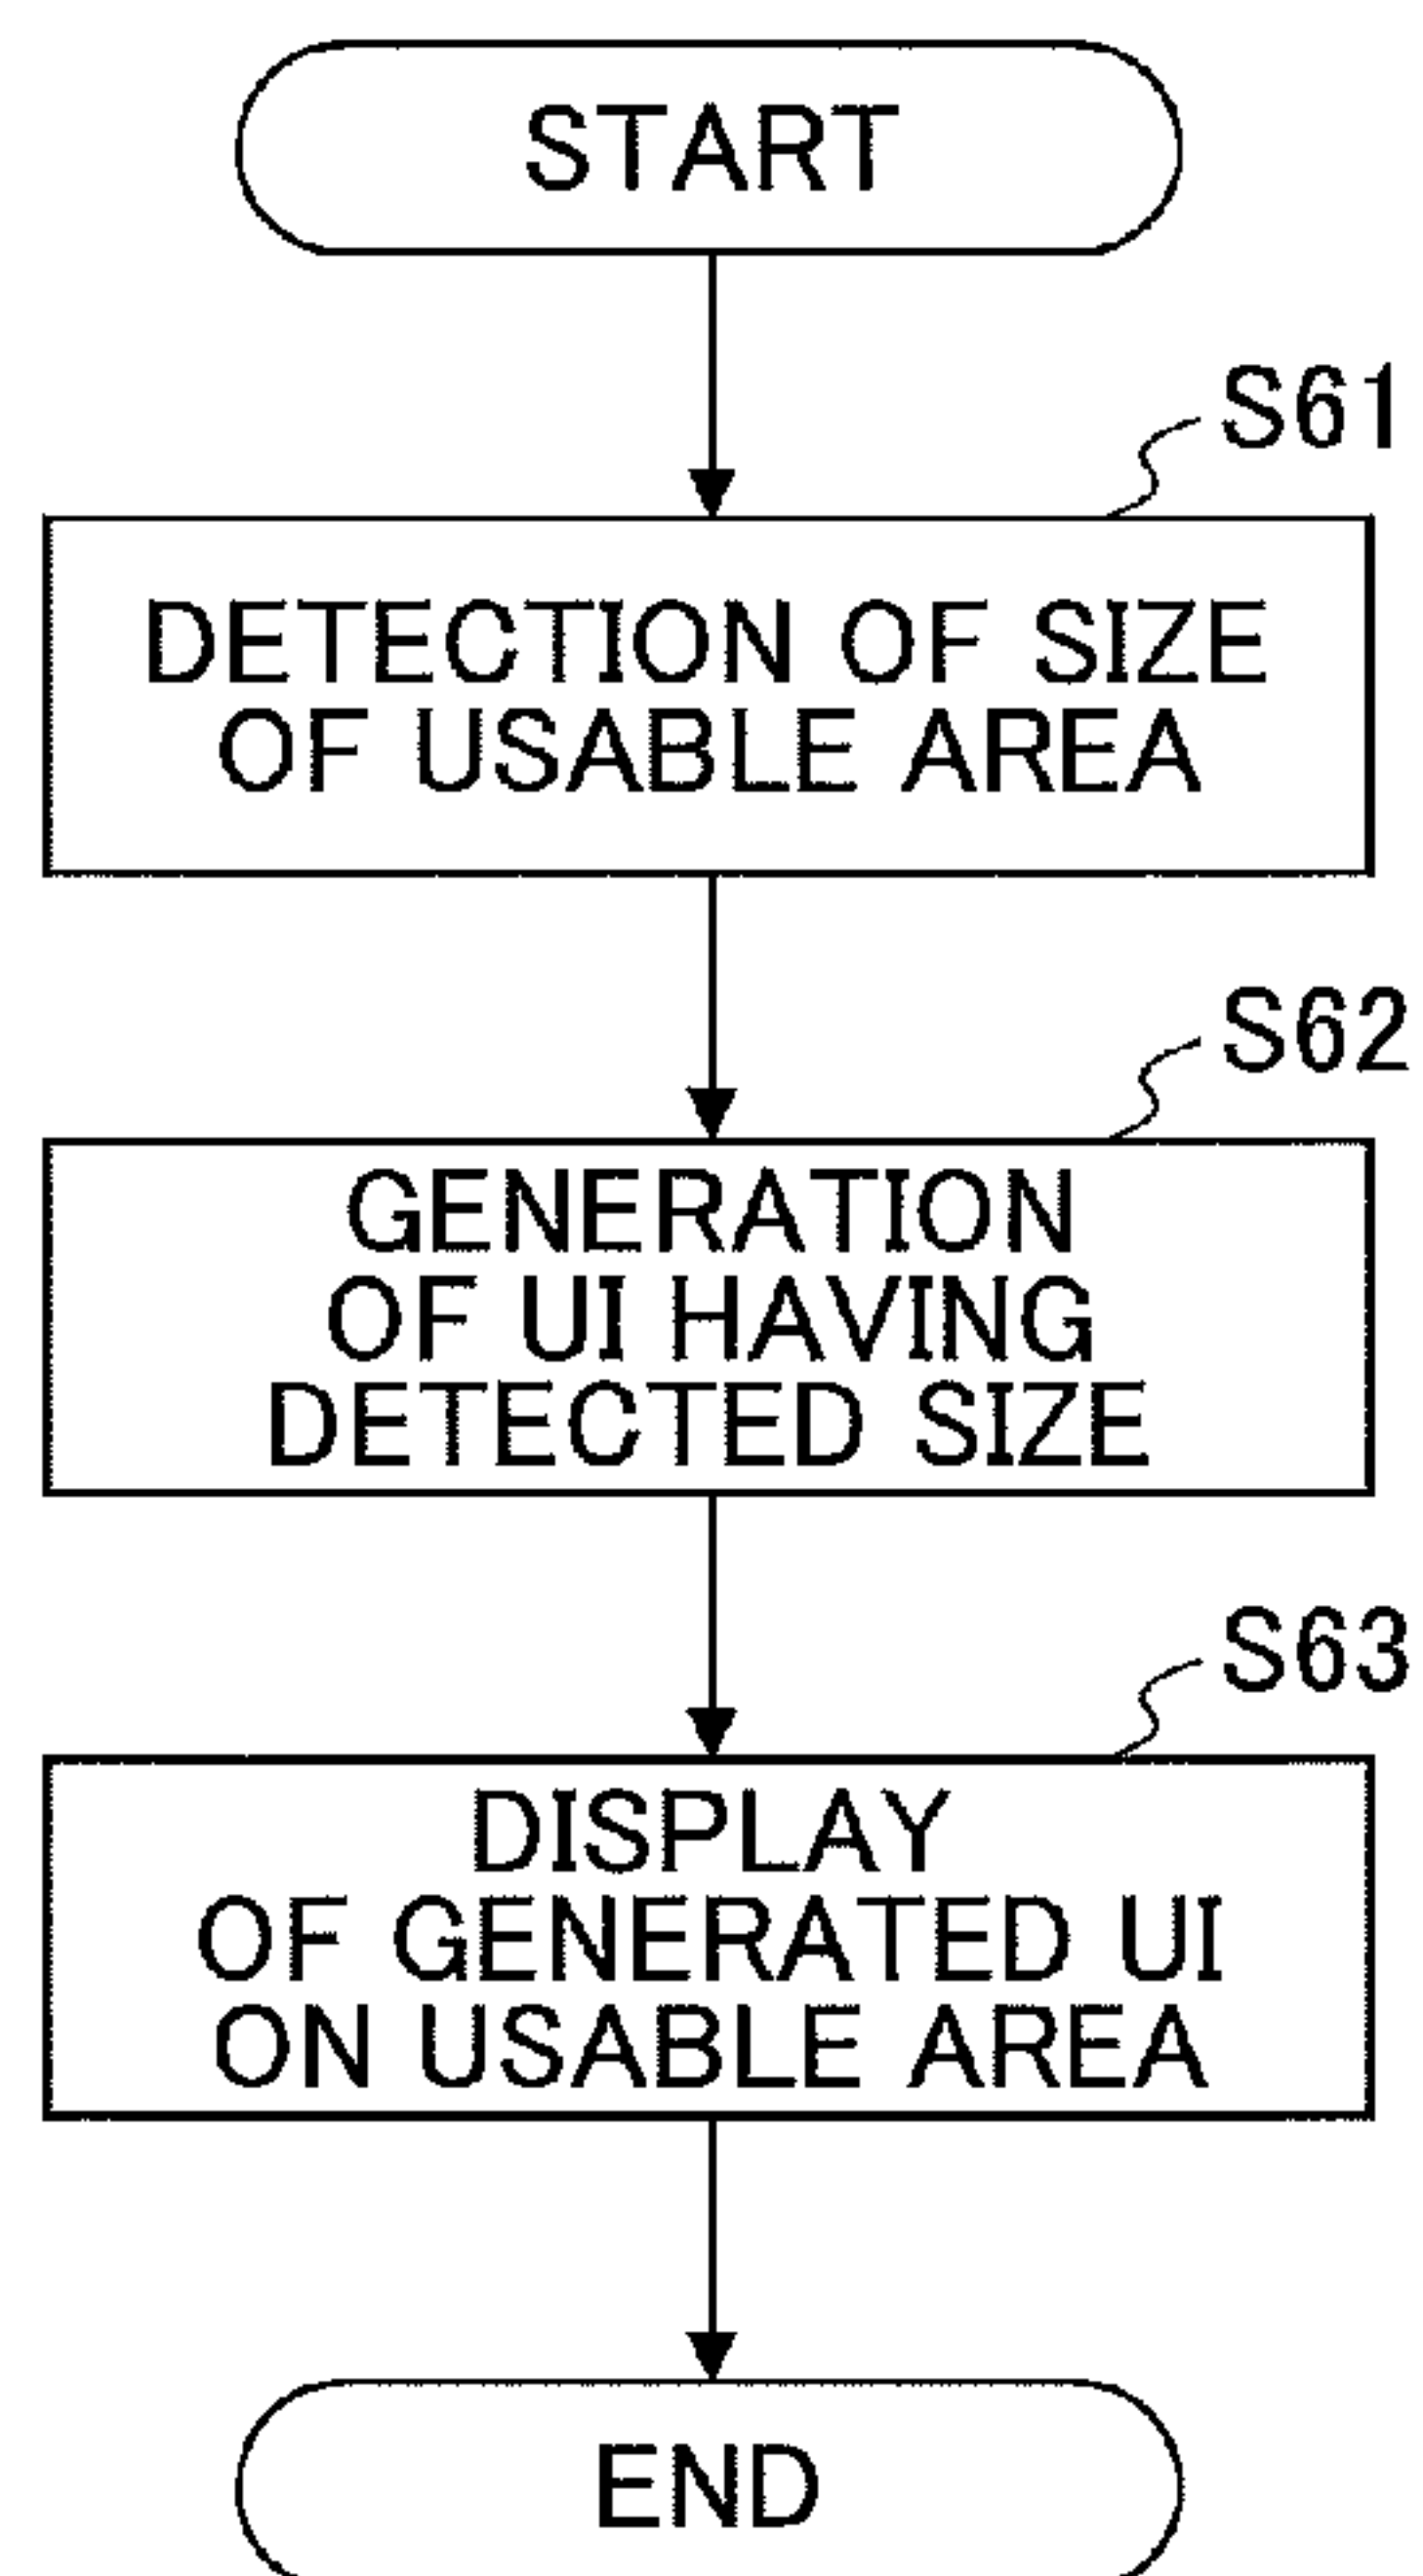 START
S61
DETECTION OF SIZE
OF USABLE AREA
S62
GENERATION
OF UI HAVING
DETECTED SIZE
S63
DISPLAY
OF GENERATED UI
ON USABLE AREA
END